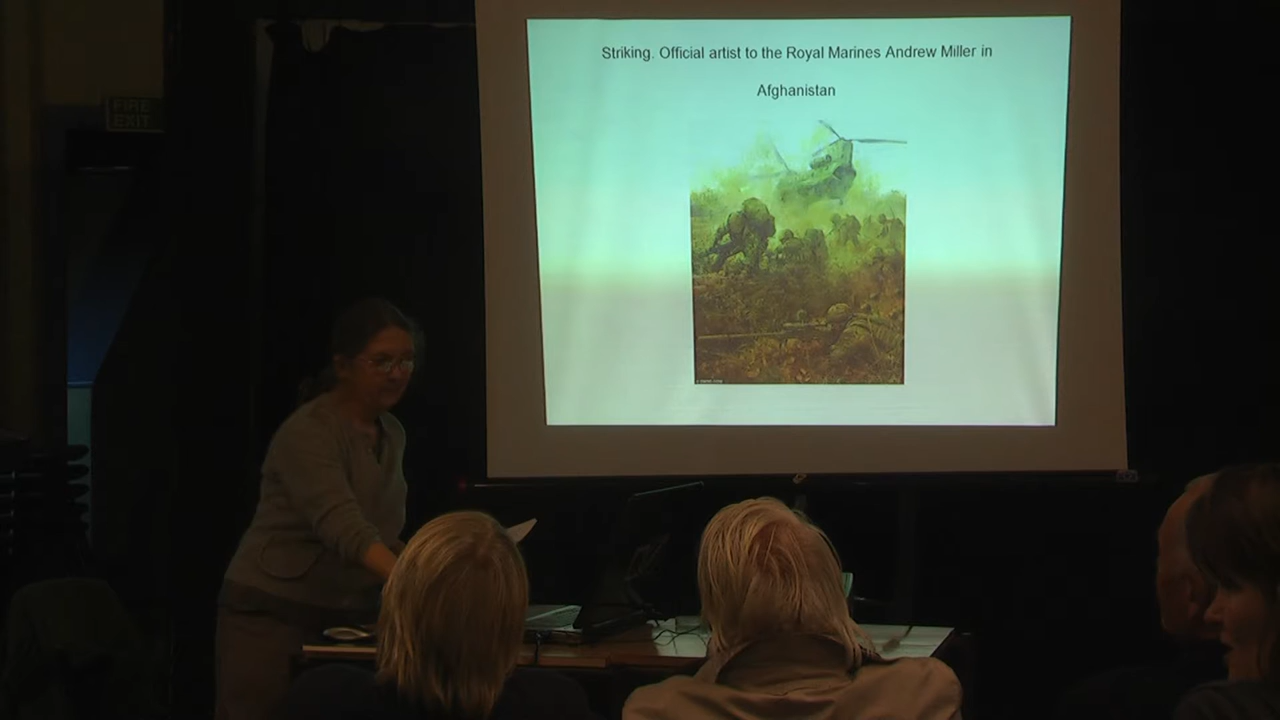 FIRE
EXIT
Striking. Official artist to the Royal Marines Andrew Miller in
Afghanistan